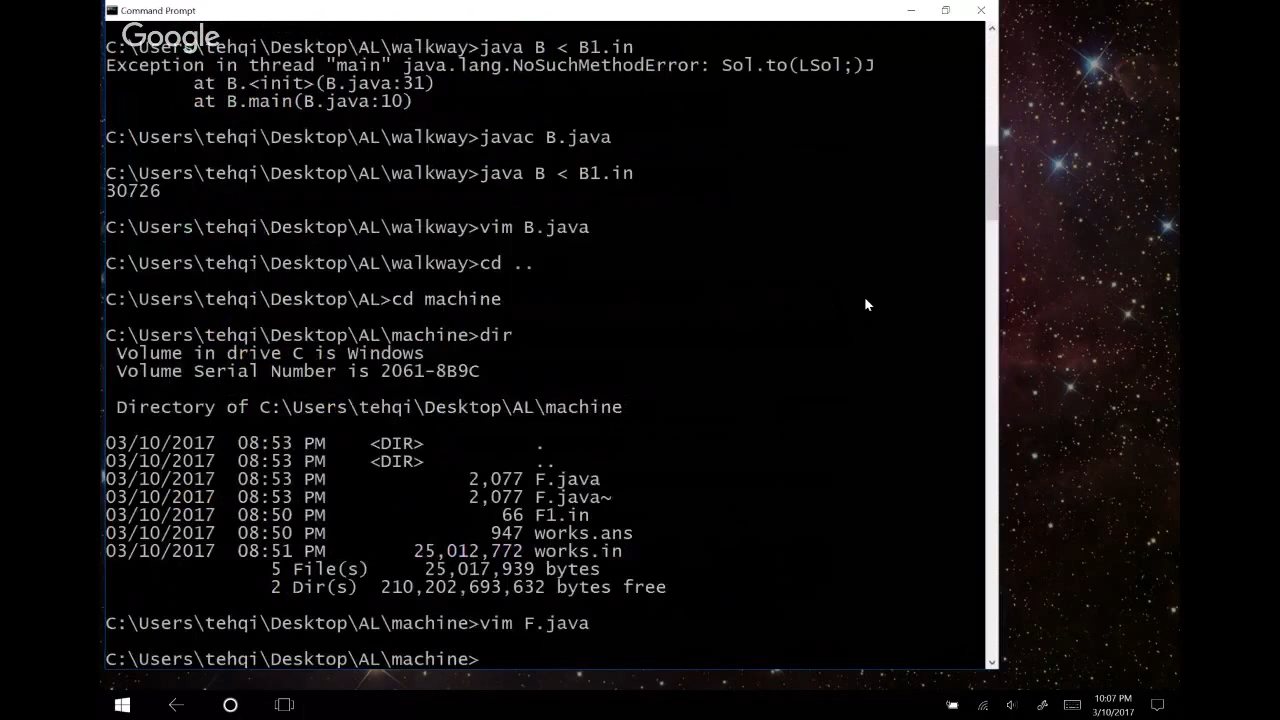 Command Prompt
Google
C:\Users\tehqi\Desktop\AL\walkway>java B < B1.in
Exception in thread "main" java.lang.NoSuchMethodError: Sol.to(LSol;)J
at B.<init>(B.java:31)
at B.main(B.java:10)
C:\Users\tehqi\Desktop\AL\walkway>javac B.java
C:\Users\tehqi\Desktop\AL\walkway>java B < B1.in
30726
C:\Users\tehqi\Desktop\AL\walkway>vim B.java
C:\Users\tehqi\Desktop\AL\walkway>cd ..
C:\Users\tehqi\Desktop\AL>cd machine
C:\Users\tehqi\Desktop\AL\machine>dir
Volume in drive C is Windows
Volume Serial Number is 2061-8B9C
Directory of C:\Users\tehqi\Desktop\AL\machine
03/10/2017 08:53 PM <DIR> .
03/10/2017 08:53 PM <DIR> ..
03/10/2017 08:53 PM 2,077 F.java
03/10/2017 08:53 PM 2,077 F.java~
03/10/2017 08:50 PM 66 F1.in
03/10/2017 08:50 PM 947 works.ans
03/10/2017 08:51 PM 25,012,772 works.in
5 File(s) 25,017,939 bytes
2 Dir(s) 210,202,693,632 bytes free
C:\Users\tehqi\Desktop\AL\machine>vim F.java
C:\Users\tehqi\Desktop\AL\machine>
10:07 PM
3/10/2017